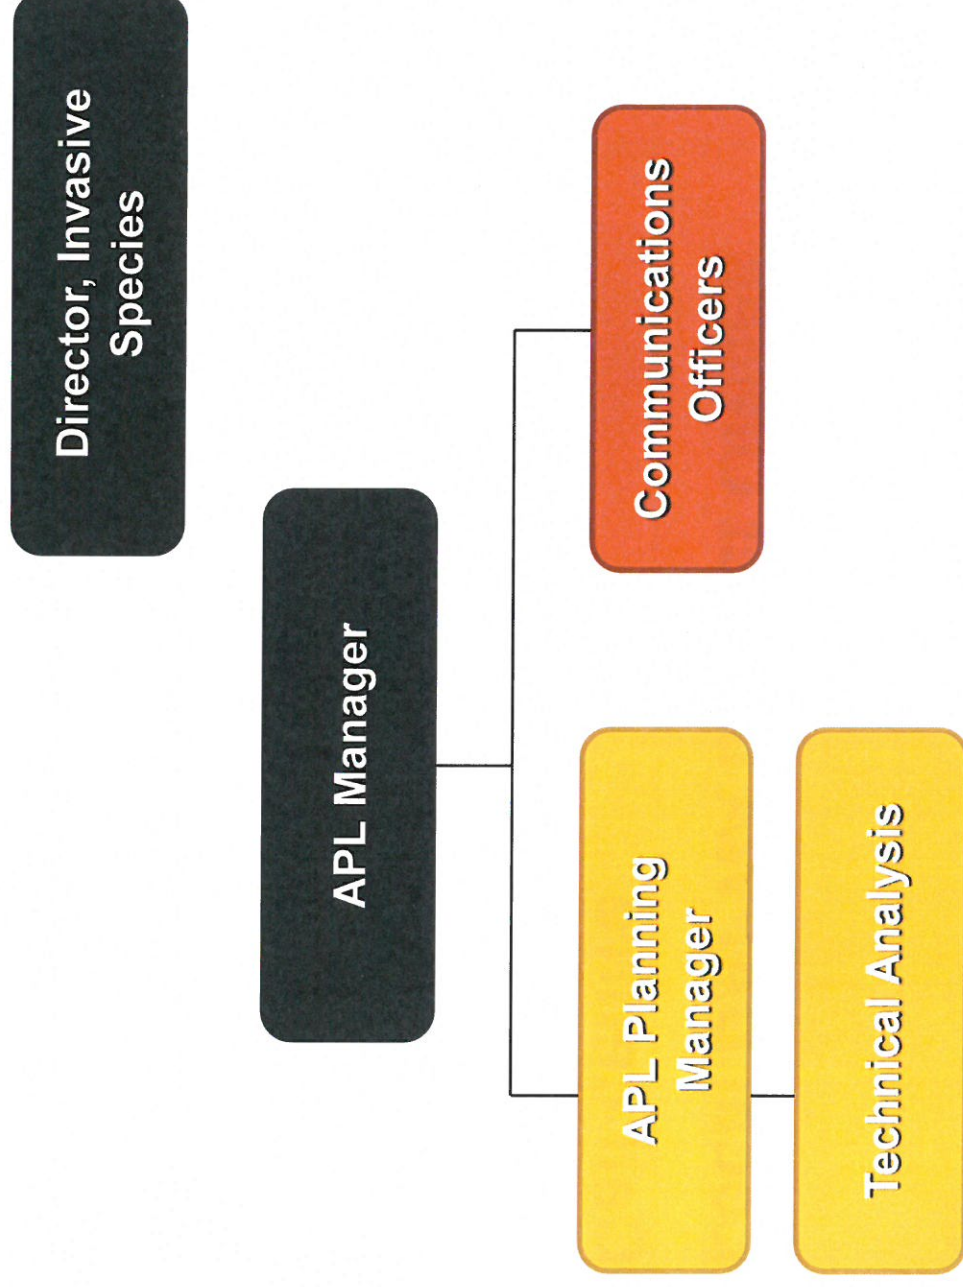 Director, Invasive
Species
APL Manager
APL Planning
Manager
Communications
Officers
Technical Analysis